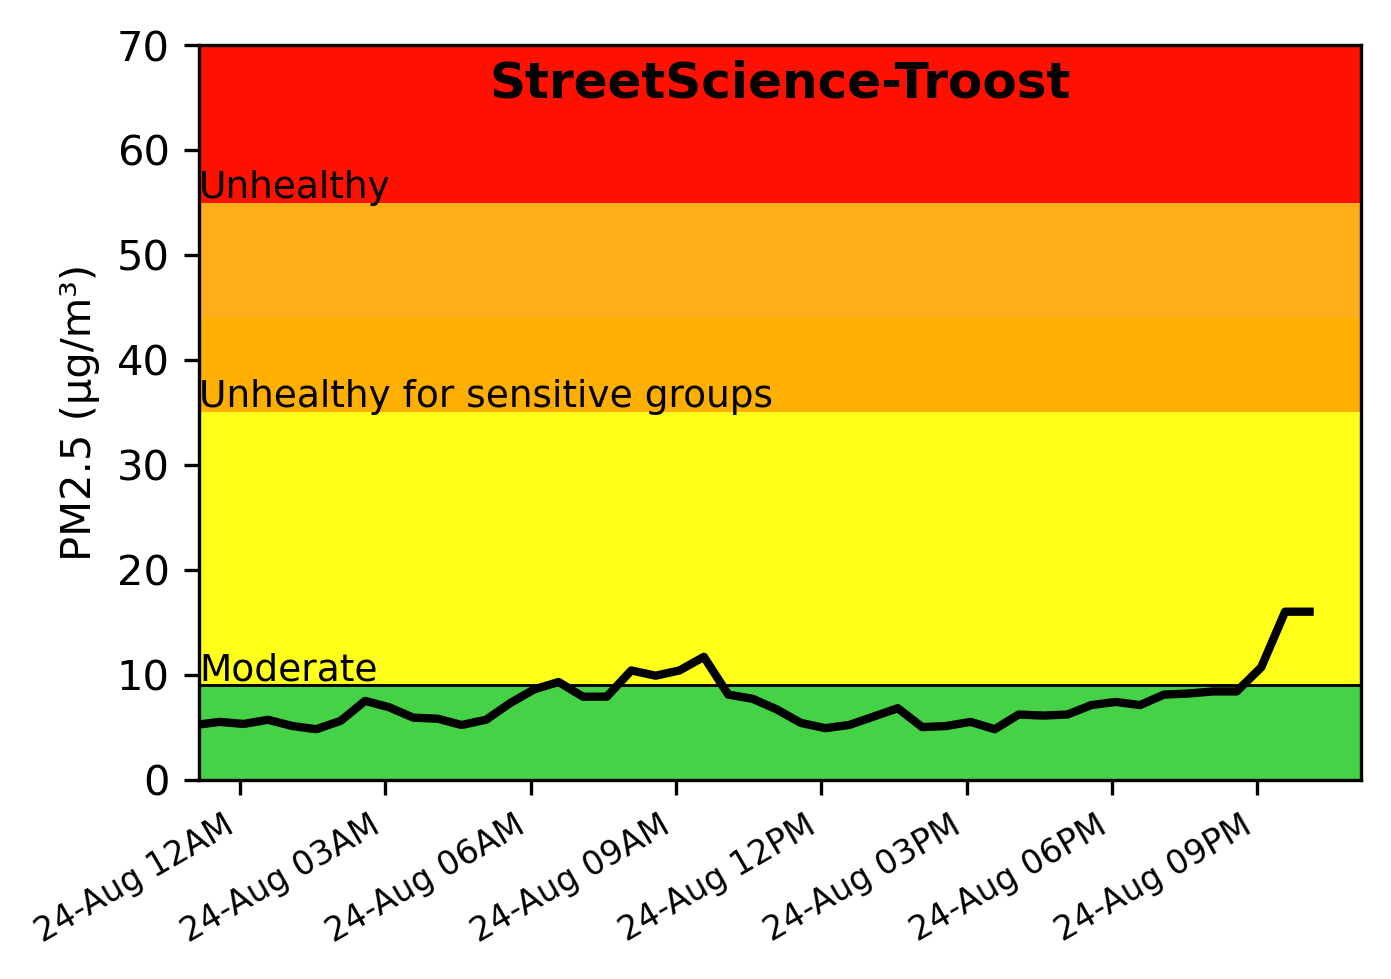 StreetScience-Troost
PM2.5 (µg/m³)
70
60
50
40
30
20
10
0
Unhealthy
Unhealthy for sensitive groups
Moderate
24-Aug 12AM
24-Aug 03AM
24-Aug 06AM
24-Aug 09AM
24-Aug 12PM
24-Aug 03PM
24-Aug 06PM
24-Aug 09PM